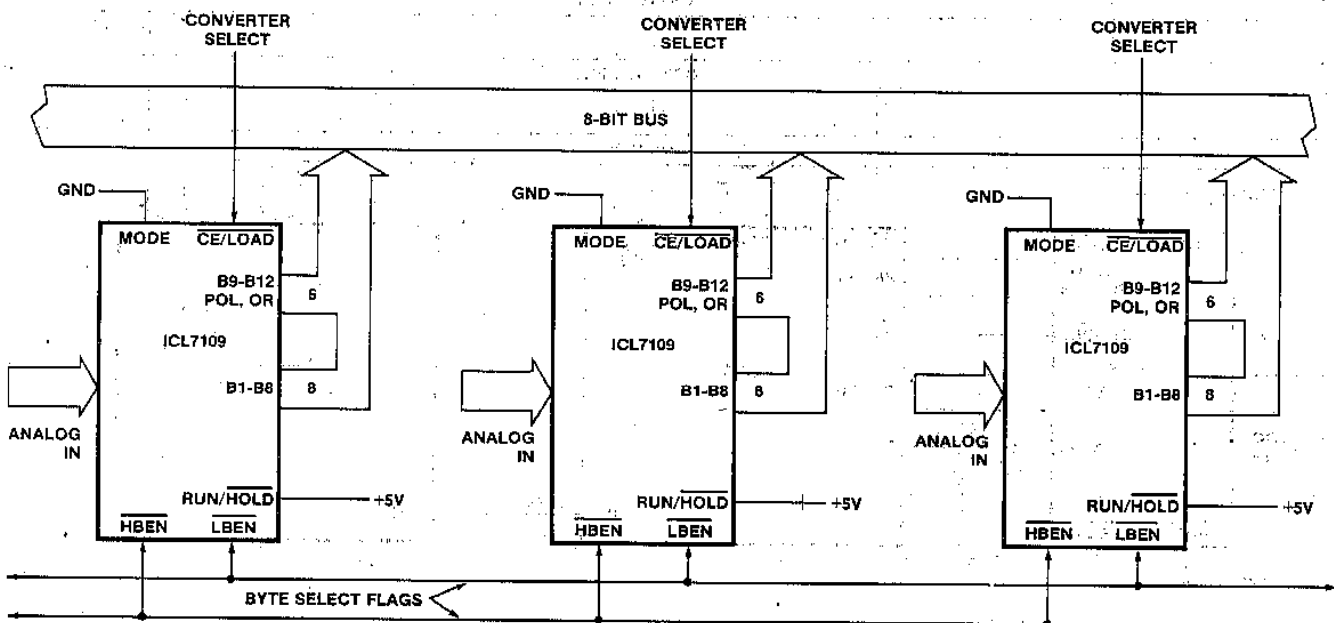 CONVERTER
SELECT
CONVERTER
SELECT
CONVERTER
SELECT
8-BIT BUS
GND
MODE
CE/LOAD
B9-B12
POL, OR
6
ICL7109
B1-B8
8
ANALOG
IN
RUN/HOLD
+5V
HBEN
LBEN
GND
MODE
CE/LOAD
B9-B12
POL, OR
6
ICL7109
B1-B8
8
ANALOG
IN
RUN/HOLD
+5V
HBEN
LBEN
GND
MODE
CE/LOAD
B9-B12
POL, OR
6
ICL7109
B1-B8
8
ANALOG
IN
RUN/HOLD
+5V
HBEN
LBEN
BYTE SELECT FLAGS